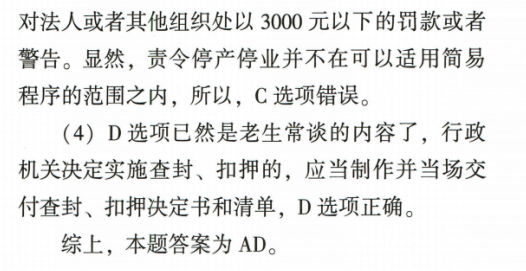 对法人或者其他组织处以 3000 元以下的罚款或者
警告。显然，责令停产停业并不在可以适用简易
程序的范围之内，所以，C 选项错误。
（4）D 选项已然是老生常谈的内容了，行政
机关决定实施查封、扣押的，应当制作并当场交
付查封、扣押决定书和清单，D 选项正确。
综上，本题答案为 AD。